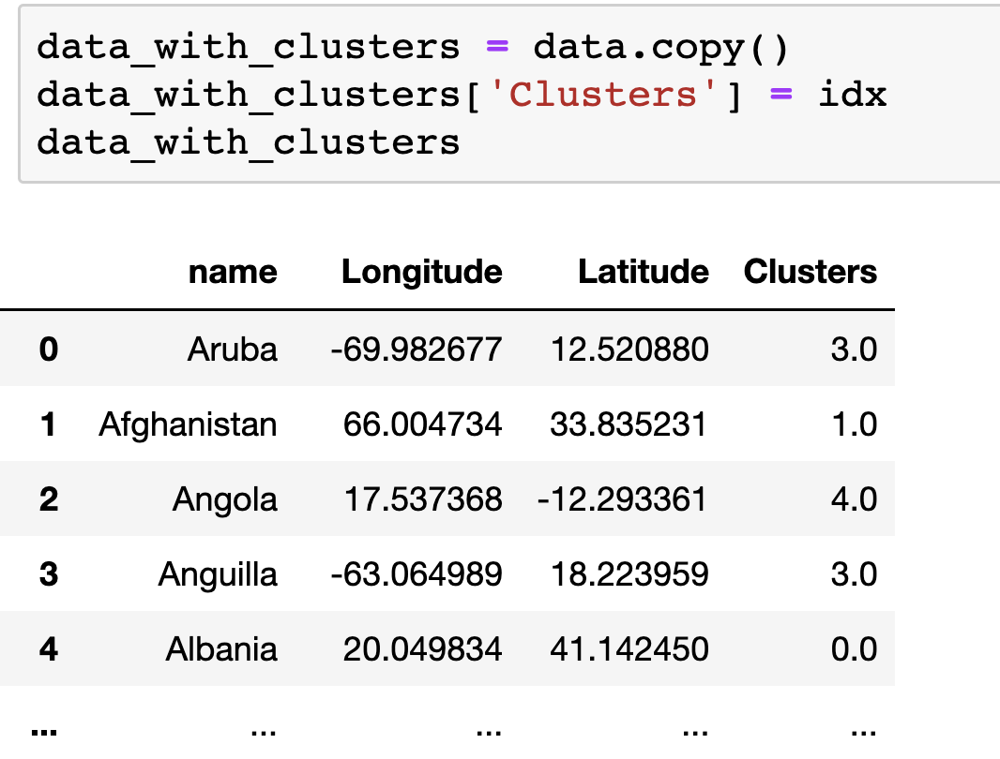 data_with_clusters = data.copy()
data_with_clusters['Clusters'] = idx
data_with_clusters
name Longitude Latitude Clusters
0 Aruba -69.982677 12.520880 3.0
1 Afghanistan 66.004734 33.835231 1.0
2 Angola 17.537368 -12.293361 4.0
3 Anguilla -63.064989 18.223959 3.0
4 Albania 20.049834 41.142450 0.0
... ... ... ... ...